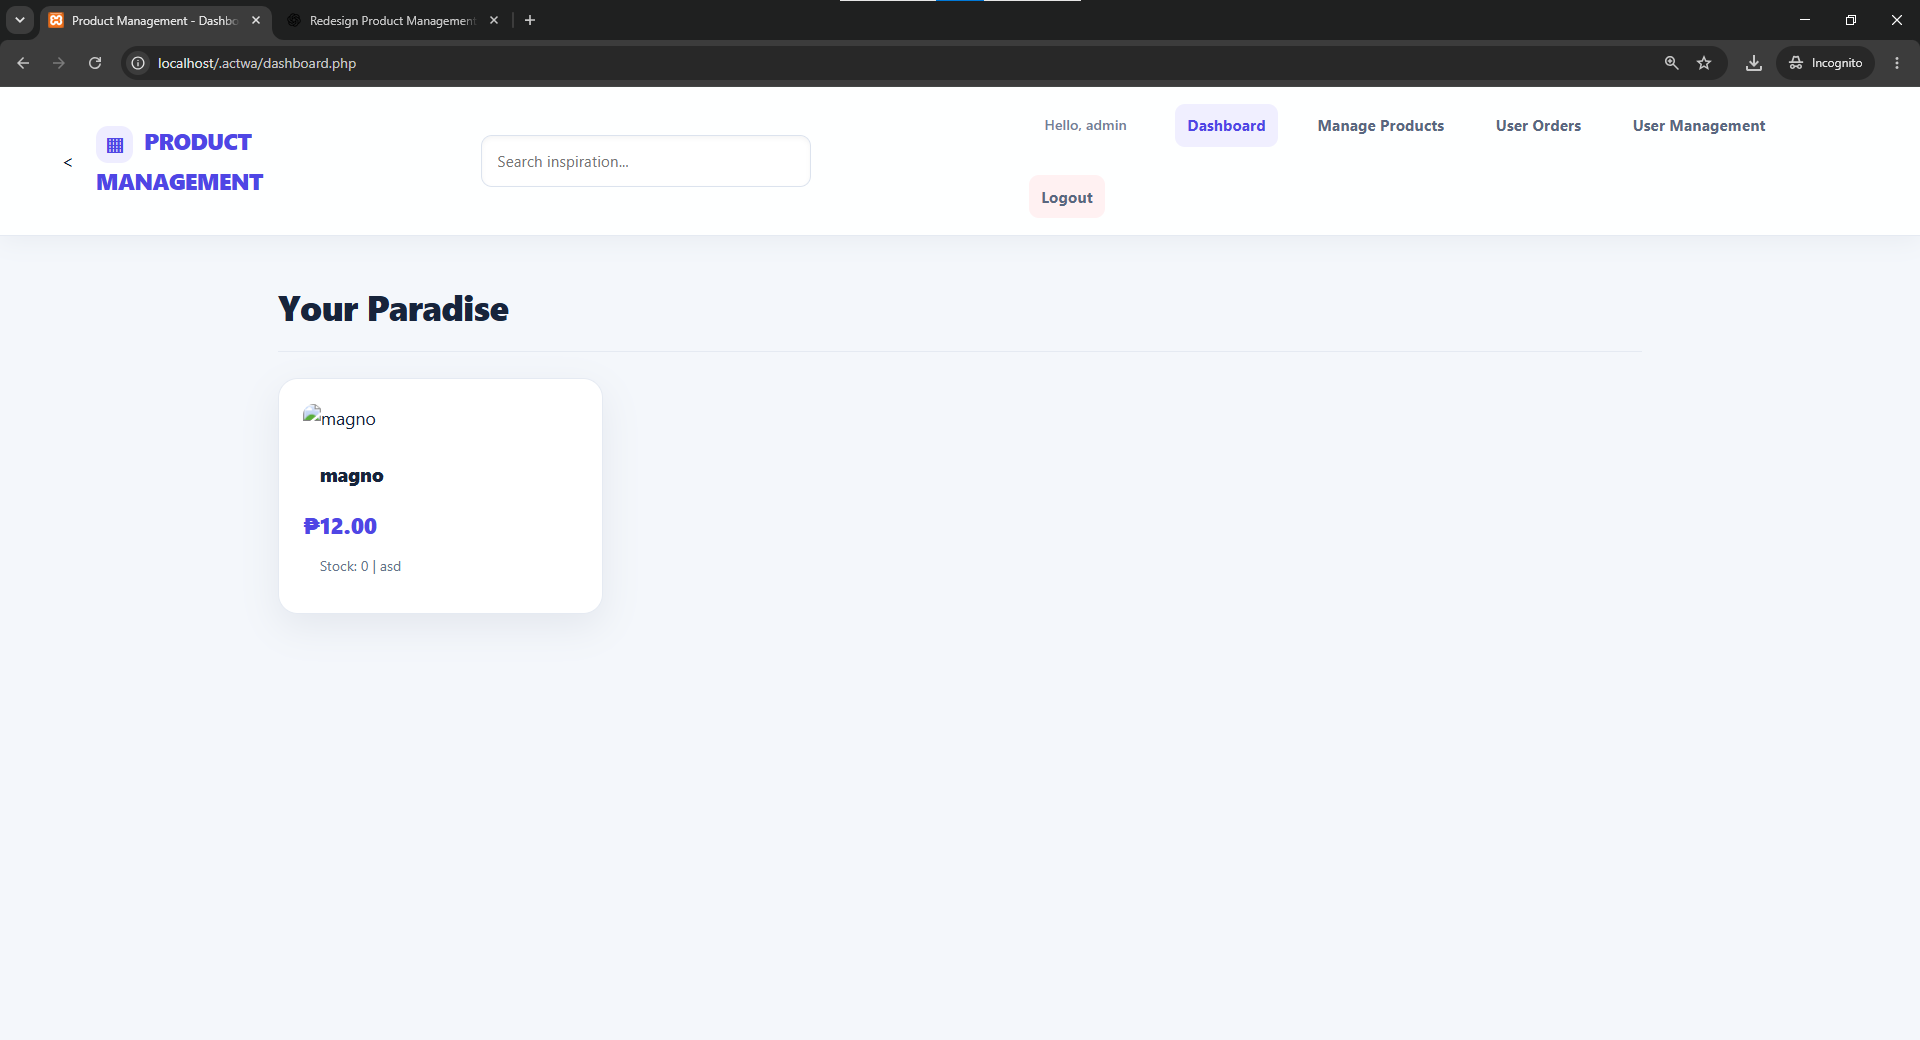 Product Management - Dashbo
Redesign Product Management
localhost/.actwa/dashboard.php
Incognito
<
PRODUCT
MANAGEMENT
Search inspiration...
Hello, admin
Dashboard
Manage Products
User Orders
User Management
Logout
Your Paradise
magno
magno
₱12.00
Stock: 0 | asd